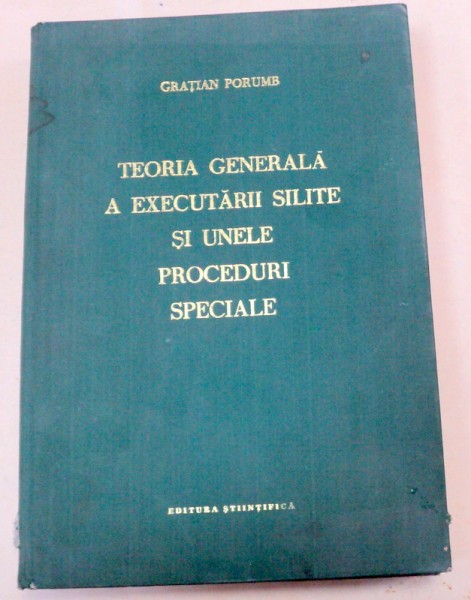 GRAȚIAN PORUMB
TEORIA GENERALĂ
A EXECUTĂRII SILITE
ȘI UNELE
PROCEDURI
SPECIALE
EDITURA ȘTIINȚIFICĂ